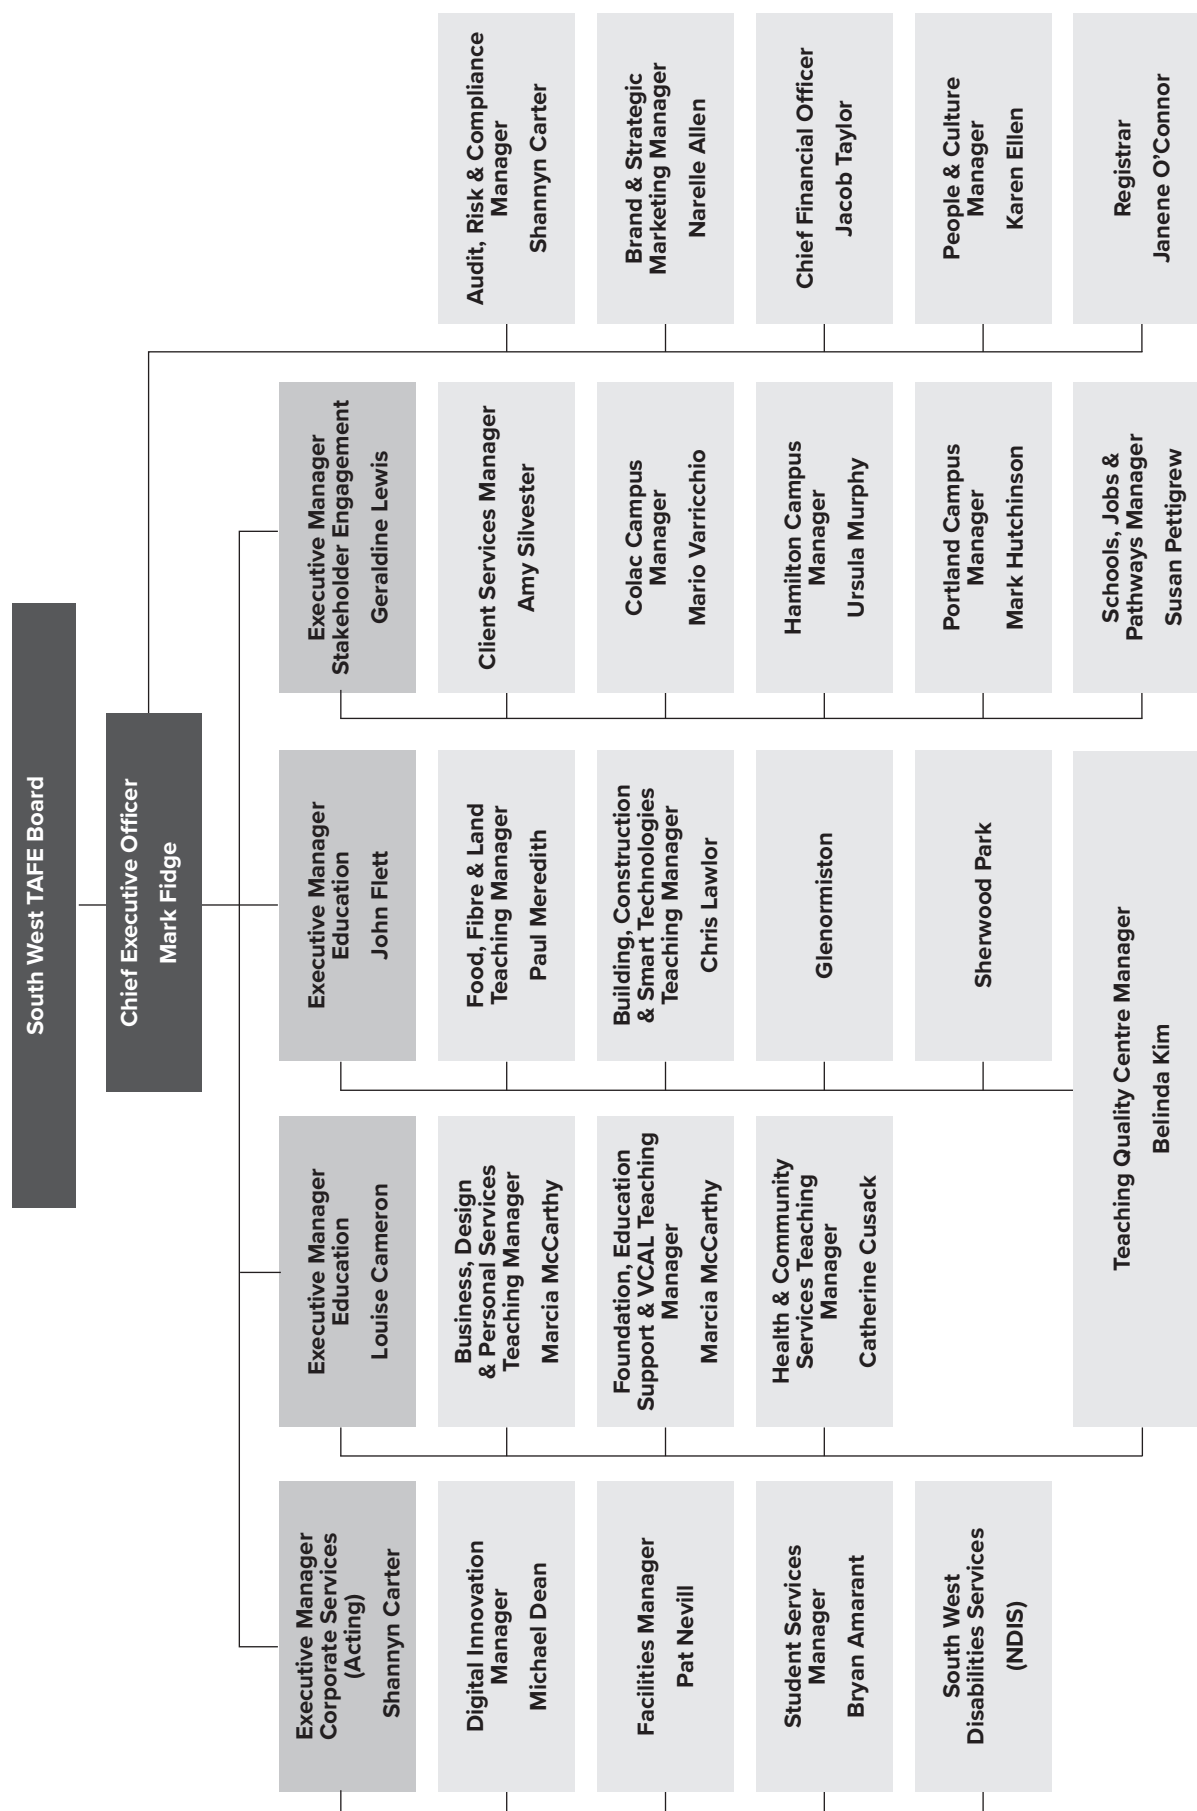 South West TAFE Board
Chief Executive Officer
Mark Fidge
Executive Manager
Corporate Services
(Acting)
Shannyn Carter
Digital Innovation
Manager
Michael Dean
Facilities Manager
Pat Nevill
Student Services
Manager
Bryan Amarant
South West
Disabilities Services
(NDIS)
Executive Manager
Education
Louise Cameron
Business, Design
& Personal Services
Teaching Manager
Marcia McCarthy
Foundation, Education
Support & VCAL Teaching
Manager
Marcia McCarthy
Health & Community
Services Teaching
Manager
Catherine Cusack
Executive Manager
Education
John Flett
Food, Fibre & Land
Teaching Manager
Paul Meredith
Building, Construction
& Smart Technologies
Teaching Manager
Chris Lawlor
Glenormiston
Sherwood Park
Teaching Quality Centre Manager
Belinda Kim
Executive Manager
Stakeholder Engagement
Geraldine Lewis
Client Services Manager
Amy Silvester
Colac Campus
Manager
Mario Varricchio
Hamilton Campus
Manager
Ursula Murphy
Portland Campus
Manager
Mark Hutchinson
Schools, Jobs &
Pathways Manager
Susan Pettigrew
Audit, Risk & Compliance
Manager
Shannyn Carter
Brand & Strategic
Marketing Manager
Narelle Allen
Chief Financial Officer
Jacob Taylor
People & Culture
Manager
Karen Ellen
Registrar
Janene O’Connor